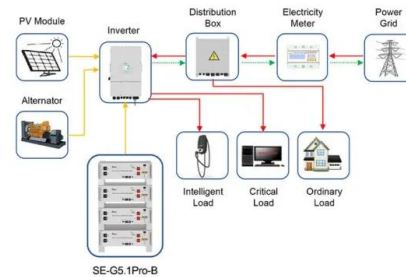 PV Module
Inverter
Distribution
Box
Electricity
Meter
Power
Grid
Alternator
Intelligent
Load
Critical
Load
Ordinary
Load
SE-G5.1Pro-B